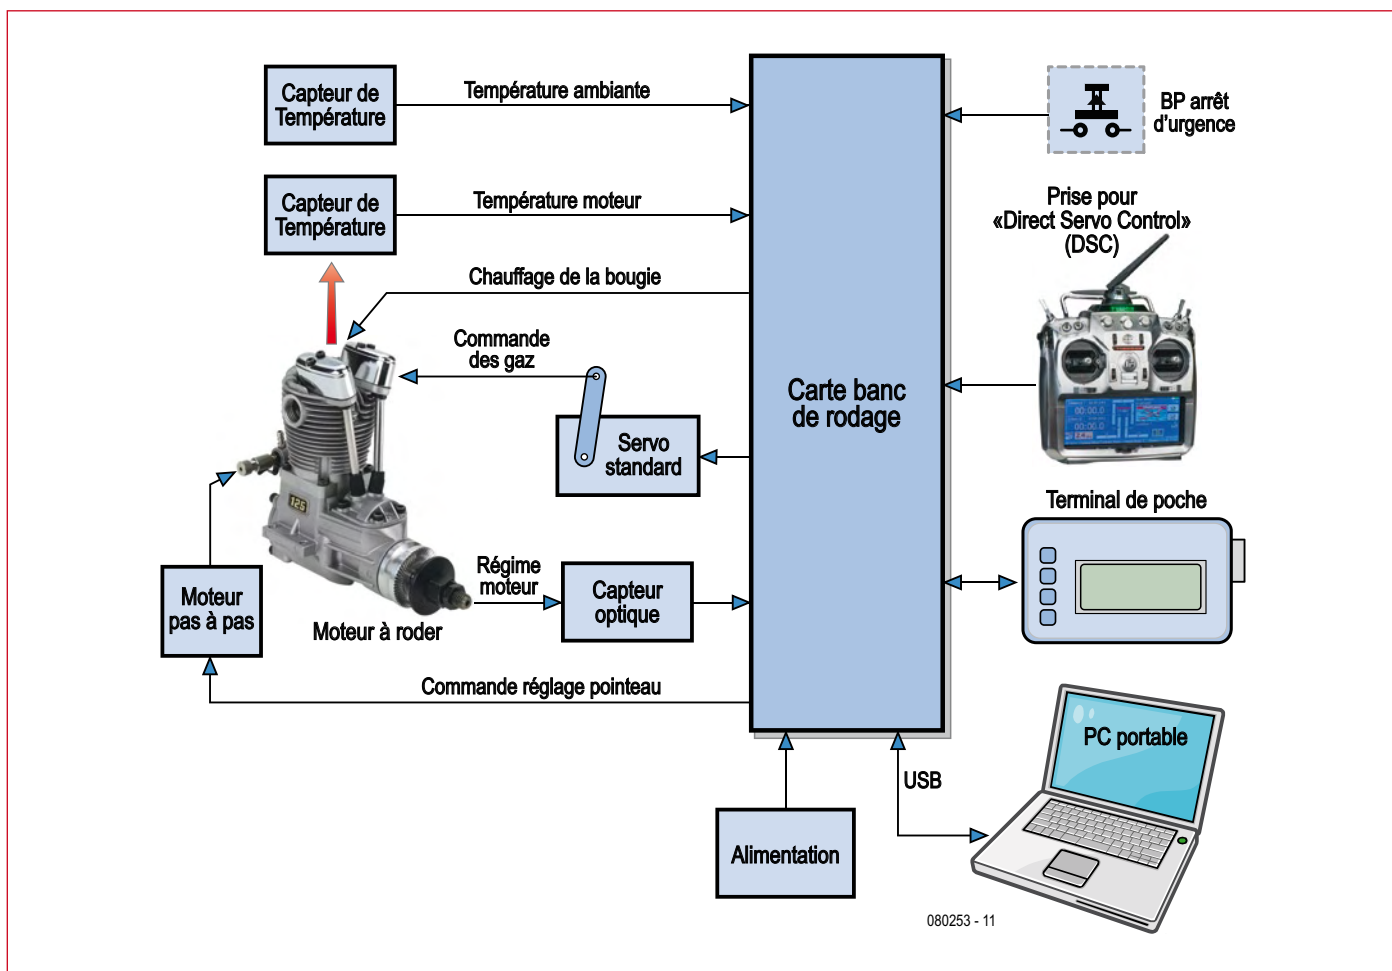 Capteur de
Température
Température ambiante
BP arrêt
d'urgence
Capteur de
Température
Température moteur
Prise pour
«Direct Servo Control»
(DSC)
Chauffage de la bougie
Commande
des gaz
Carte banc
de rodage
Servo
standard
125
Terminal de poche
Régime
moteur
Capteur
optique
Moteur
pas à pas
Moteur à roder
Commande réglage pointeau
PC portable
USB
Alimentation
080253 - 11